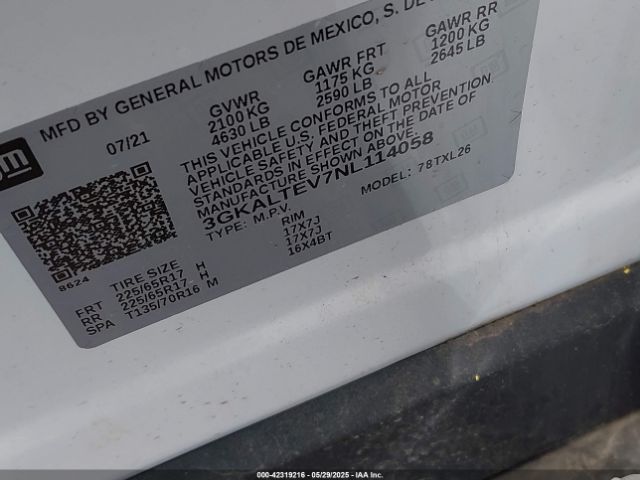 gm
MFD BY GENERAL MOTORS DE MEXICO, S. DE
07/21
GVWR
2100 KG
4630 LB
GAWR FRT
1175 KG
2590 LB
GAWR RR
1200 KG
2645 LB
THIS VEHICLE CONFORMS TO ALL
APPLICABLE U.S. FEDERAL MOTOR
VEHICLE SAFETY AND THEFT PREVENTION
STANDARDS IN EFFECT ON THE DATE OF
MANUFACTURE SHOWN ABOVE.
3GKALTEV7NL114058
TYPE: M.P.V.
MODEL: 78TXL26
8624
TIRE SIZE RIM
FRT 225/65R17 H 17X7J
RR 225/65R17 H 17X7J
SPA T135/70R16 M 16X4BT
000-42319216 - 05/29/2025 - IAA Inc.